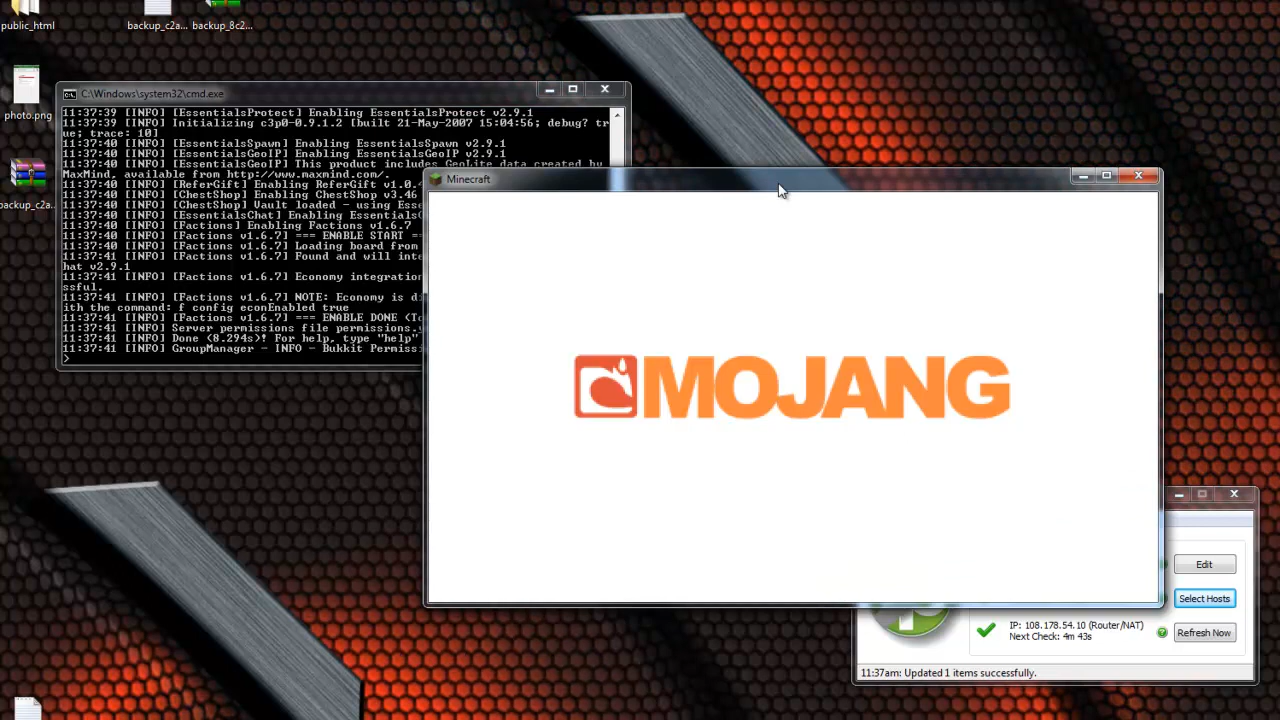 public_html
backup_c2a...
backup_8c2...
photo.png
backup_c2a...
C:\Windows\system32\cmd.exe
11:37:39 [INFO] [EssentialsProtect] Enabling EssentialsProtect v2.9.1
11:37:39 [INFO] Initializing c3p0-0.9.1.2 [built 21-May-2007 15:04:56; debug? tr
ue; trace: 10]
11:37:40 [INFO] [EssentialsSpawn] Enabling EssentialsSpawn v2.9.1
11:37:40 [INFO] [EssentialsGeoIP] Enabling EssentialsGeoIP v2.9.1
11:37:40 [INFO] [EssentialsGeoIP] This product includes GeoLite data created by
MaxMind, available from http://www.maxmind.com/.
11:37:40 [INFO] [ReferGift] Enabling ReferGift v1.0.4
11:37:40 [INFO] [ChestShop] Enabling ChestShop v3.46
11:37:40 [INFO] [ChestShop] Vault loaded - using Esse
11:37:40 [INFO] [EssentialsChat] Enabling EssentialsC
11:37:40 [INFO] [Factions] Enabling Factions v1.6.7
11:37:40 [INFO] [Factions v1.6.7] === ENABLE START ==
11:37:40 [INFO] [Factions v1.6.7] Loading board from
11:37:41 [INFO] [Factions v1.6.7] Found and will inte
hat v2.9.1
11:37:41 [INFO] [Factions v1.6.7] Economy integration
ssful.
11:37:41 [INFO] [Factions v1.6.7] NOTE: Economy is di
ith the command: f config econEnabled true
11:37:41 [INFO] [Factions v1.6.7] === ENABLE DONE (To
11:37:41 [INFO] Server permissions file permissions.y
11:37:41 [INFO] Done (8.294s)! For help, type "help"
11:37:41 [INFO] GroupManager - INFO - Bukkit Permissi
>
Minecraft
MOJANG
Edit
Select Hosts
IP: 108.178.54.10 (Router/NAT)
Next Check: 4m 43s
Refresh Now
11:37am: Updated 1 items successfully.